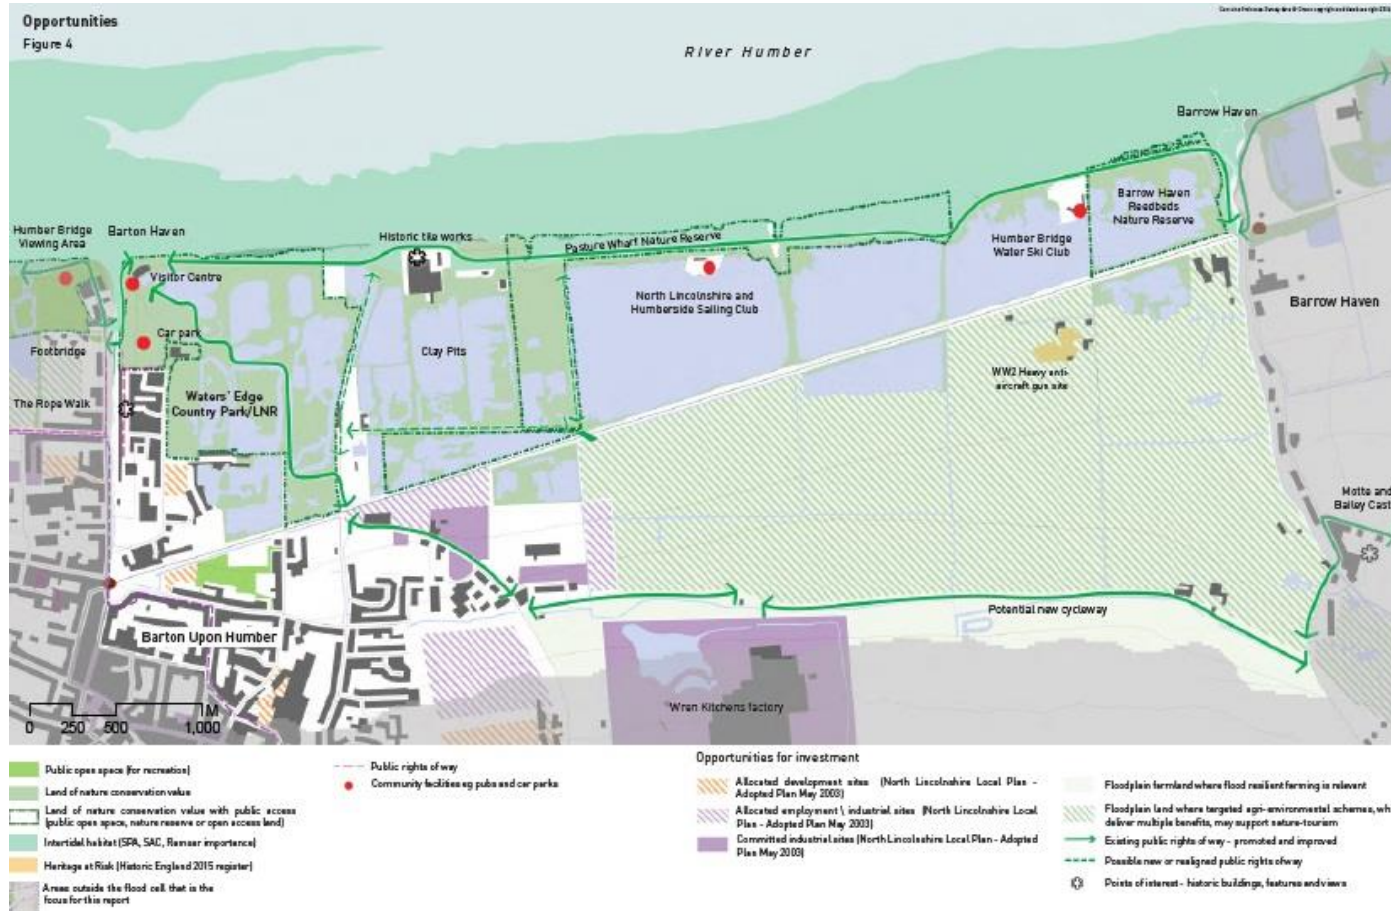 Opportunities
Figure 4
River Humber
Barrow Haven
Humber Bridge
Viewing Area
Barton Haven
Historic tile works
Pasture Wharf Nature Reserve
Barrow Haven
Reedbeds
Nature Reserve
Humber Bridge
Water Ski Club
Visitor Centre
North Lincolnshire and
Humberside Sailing Club
Barrow Haven
Car park
Footbridge
Clay Pits
WW2 Heavy anti-
aircraft gun site
The Rope Walk
Waters' Edge
Country Park/LNR
Motte and
Bailey Cast
Potential new cycleway
Barton Upon Humber
Wren Kitchens factory
M
0 250 500 1,000
Public open space (for recreation)
Land of nature conservation value
Land of nature conservation value with public access
(public open space, nature reserve or open access land)
Intertidal habitat (SPA, SAC, Ramsar importance)
Heritage at Risk (Historic England 2015 register)
Areas outside the flood cell that is the
focus for this report
Public rights of way
Community facilities eg pubs and car parks
Opportunities for investment
Allocated development sites (North Lincolnshire Local Plan -
Adopted Plan May 2003)
Allocated employment \ industrial sites (North Lincolnshire Local
Plan - Adopted Plan May 2003)
Committed industrial sites (North Lincolnshire Local Plan - Adopted
Plan May 2003)
Floodplain farmland where flood resilient farming is relevant
Floodplain land where targeted agri-environmental schemes, wh
deliver multiple benefits, may support nature-tourism
Existing public rights of way - promoted and improved
Possible new or realigned public rights of way
Points of interest - historic buildings, features and views